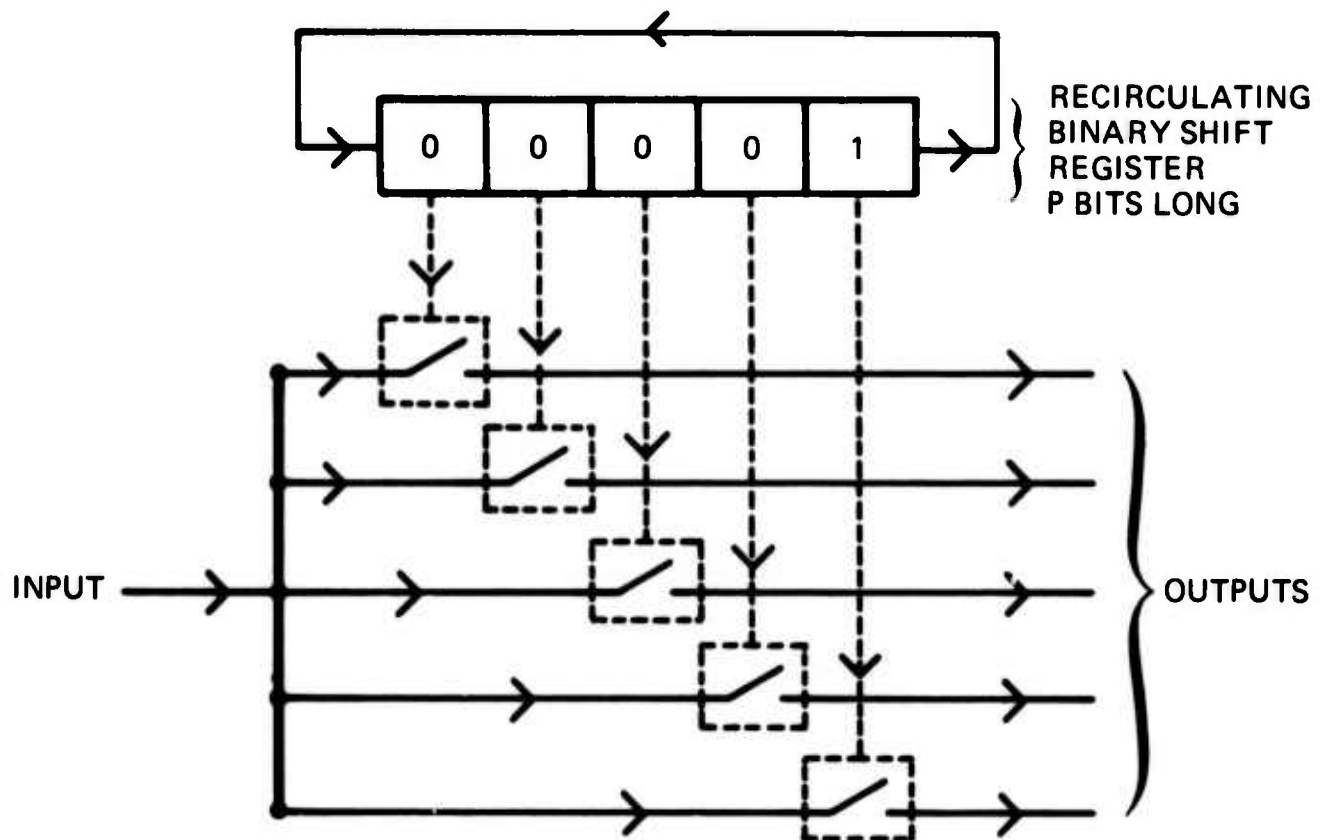 RECIRCULATING
BINARY SHIFT
REGISTER
P BITS LONG
0 0 0 0 1
INPUT
OUTPUTS